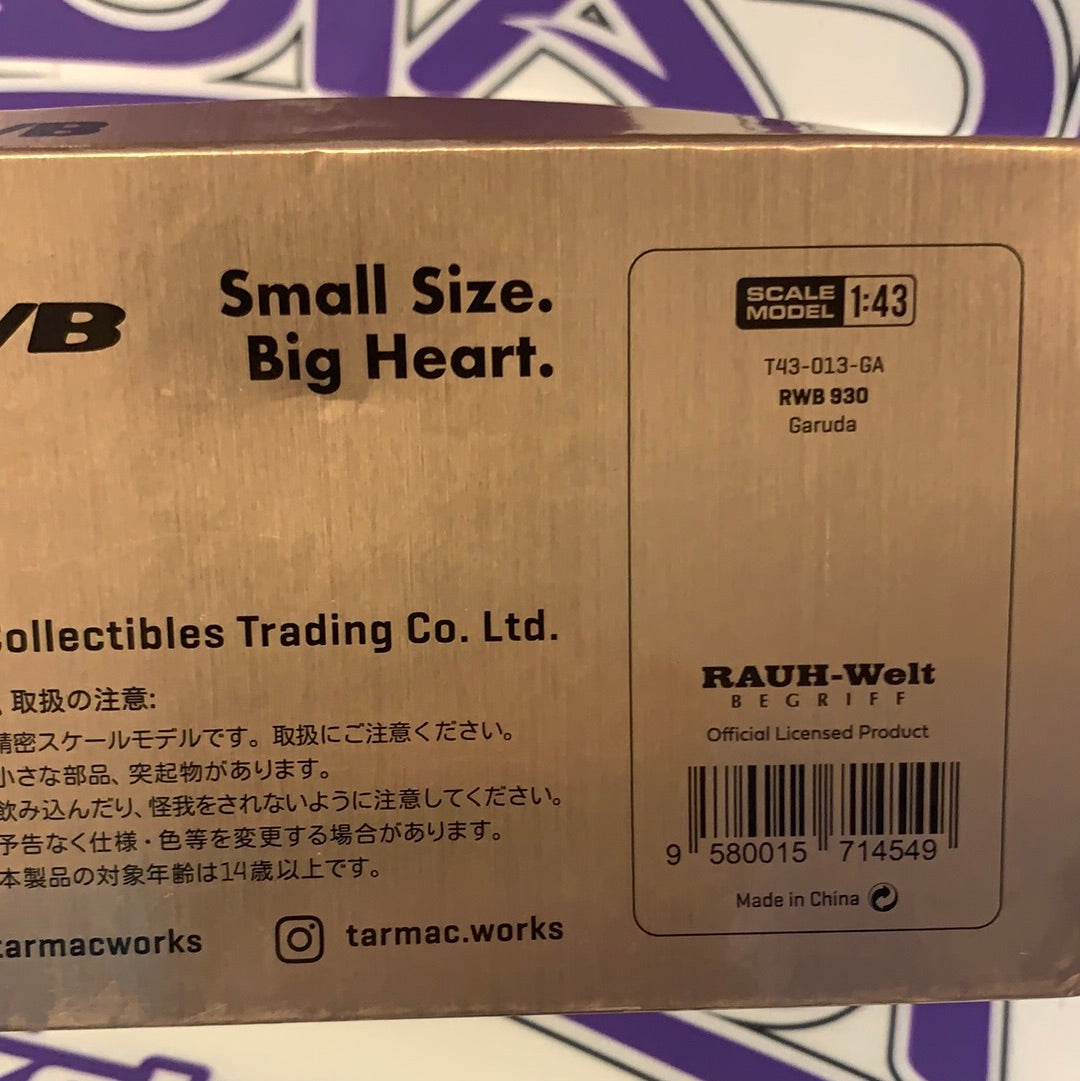 WB
Small Size.
Big Heart.
Collectibles Trading Co. Ltd.
取扱の注意:
精密スケールモデルです。取扱にご注意ください。
小さな部品、突起物があります。
飲み込んだり、怪我をされないように注意してください。
予告なく仕様・色等を変更する場合があります。
本製品の対象年齢は14歳以上です。
tarmacworks
tarmac.works
SCALE
MODEL 1:43
T43-013-GA
RWB 930
Garuda
RAUH-Welt
BEGRIFF
Official Licensed Product
9 580015 714549
Made in China